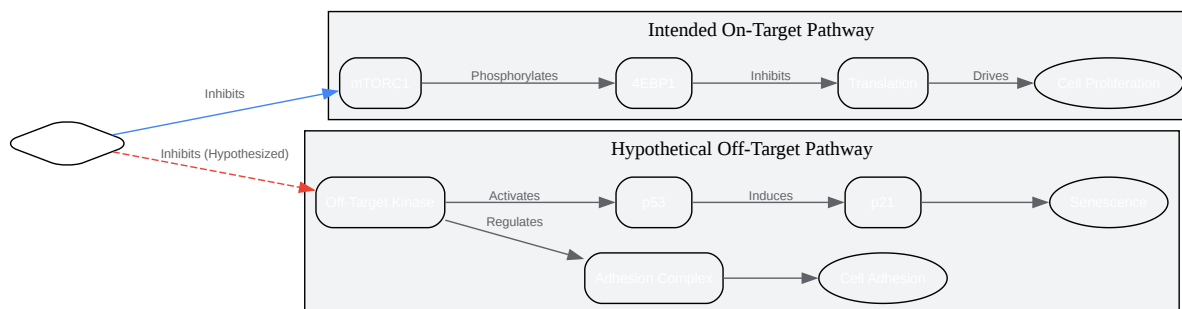 Intended On-Target Pathway
Inhibits
mTORC1
Phosphorylates
4EBP1
Inhibits
Translation
Drives
Cell Proliferation
Inhibits (Hypothesized)
Hypothetical Off-Target Pathway
Off-Target Kinase
Activates
p53
Induces
p21
Senescence
Regulates
Adhesion Complex
Cell Adhesion